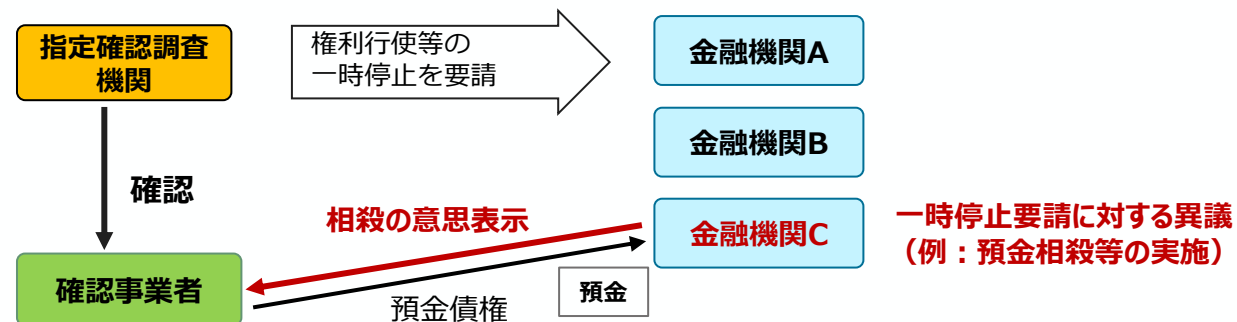 指定確認調査
機関
権利行使等の
一時停止を要請
金融機関A
金融機関B
確認
相殺の意思表示
金融機関C
一時停止要請に対する異議
（例：預金相殺等の実施）
確認事業者
預金債権
預金